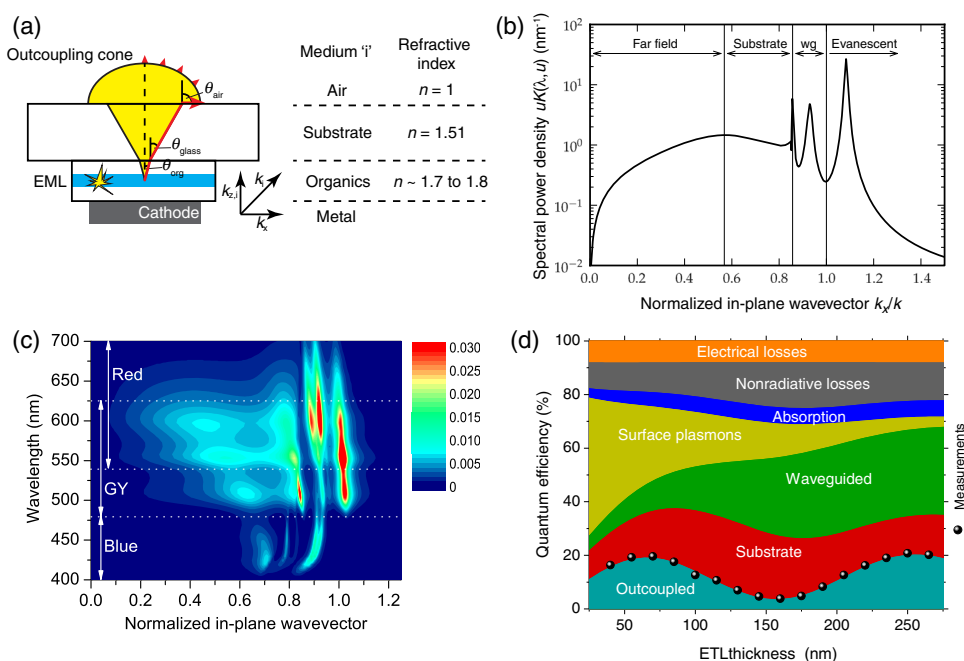 (a)
Outcoupling cone
θair
θglass
θorg
EML
Cathode
kz,i
ki
kx
Medium ‘i’
Refractive index
Air
n = 1
Substrate
n = 1.51
Organics
n ~ 1.7 to 1.8
Metal
(b)
Spectral power density uK(λ,u) (nm⁻¹)
10²
10¹
10⁰
10⁻¹
10⁻²
Far field
Substrate
wg
Evanescent
0.0 0.2 0.4 0.6 0.8 1.0 1.2 1.4
Normalized in-plane wavevector kx/k
(c)
Wavelength (nm)
700
650
600
550
500
450
400
Red
GY
Blue
0.0 0.2 0.4 0.6 0.8 1.0 1.2
Normalized in-plane wavevector
0.030
0.025
0.020
0.015
0.010
0.005
0
(d)
Quantum efficiency (%)
100
80
60
40
20
0
Electrical losses
Nonradiative losses
Absorption
Surface plasmons
Waveguided
Substrate
Outcoupled
50 100 150 200 250
ETLthickness (nm)
Measurements